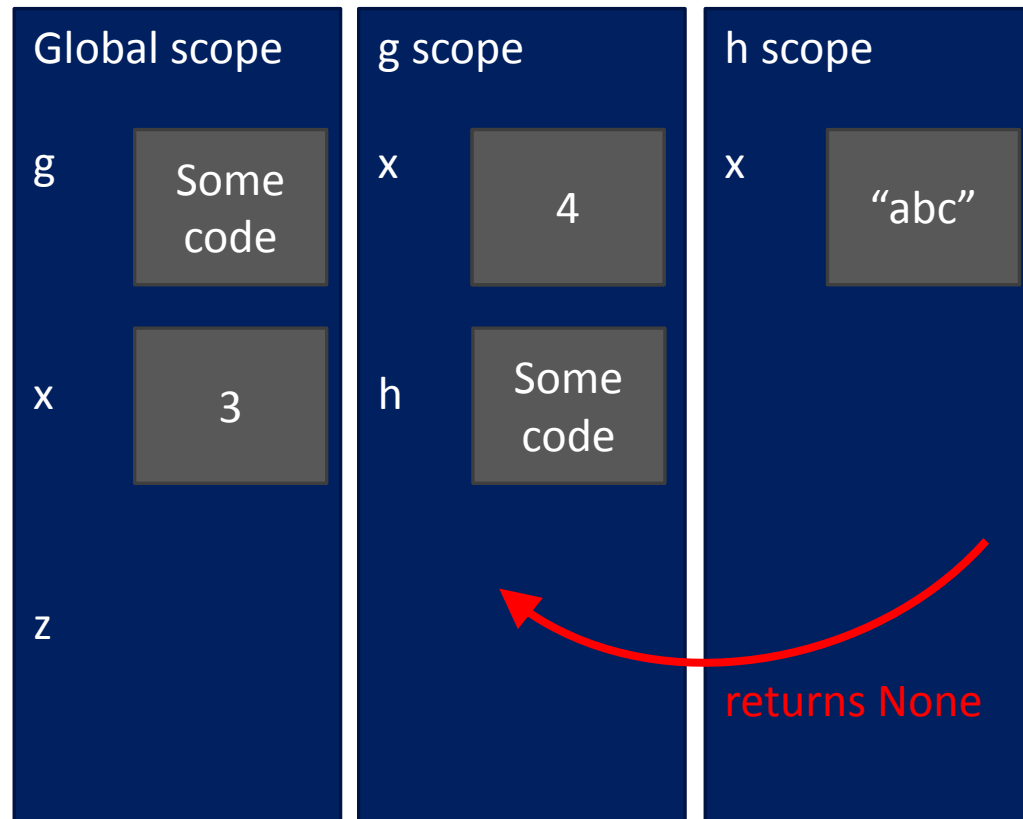 Global scope
g
Some
code
x
3
z
g scope
x
4
h
Some
code
h scope
x
“abc”
returns None